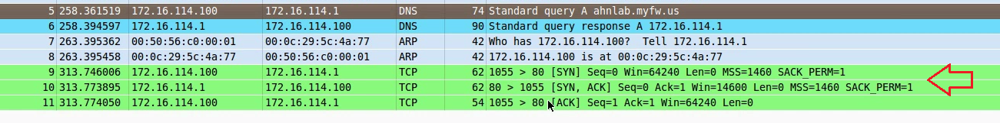 5 258.361519 172.16.114.100 172.16.114.1 DNS 74 Standard query A ahnlab.myfw.us
6 258.394597 172.16.114.1 172.16.114.100 DNS 90 Standard query response A 172.16.114.1
7 263.395362 00:50:56:c0:00:01 00:0c:29:5c:4a:77 ARP 42 Who has 172.16.114.100? Tell 172.16.114.1
8 263.395458 00:0c:29:5c:4a:77 00:50:56:c0:00:01 ARP 42 172.16.114.100 is at 00:0c:29:5c:4a:77
9 313.746006 172.16.114.100 172.16.114.1 TCP 62 1055 > 80 [SYN] Seq=0 Win=64240 Len=0 MSS=1460 SACK_PERM=1
10 313.773895 172.16.114.1 172.16.114.100 TCP 62 80 > 1055 [SYN, ACK] Seq=0 Ack=1 Win=14600 Len=0 MSS=1460 SACK_PERM=1
11 313.774050 172.16.114.100 172.16.114.1 TCP 54 1055 > 80 [ACK] Seq=1 Ack=1 Win=64240 Len=0